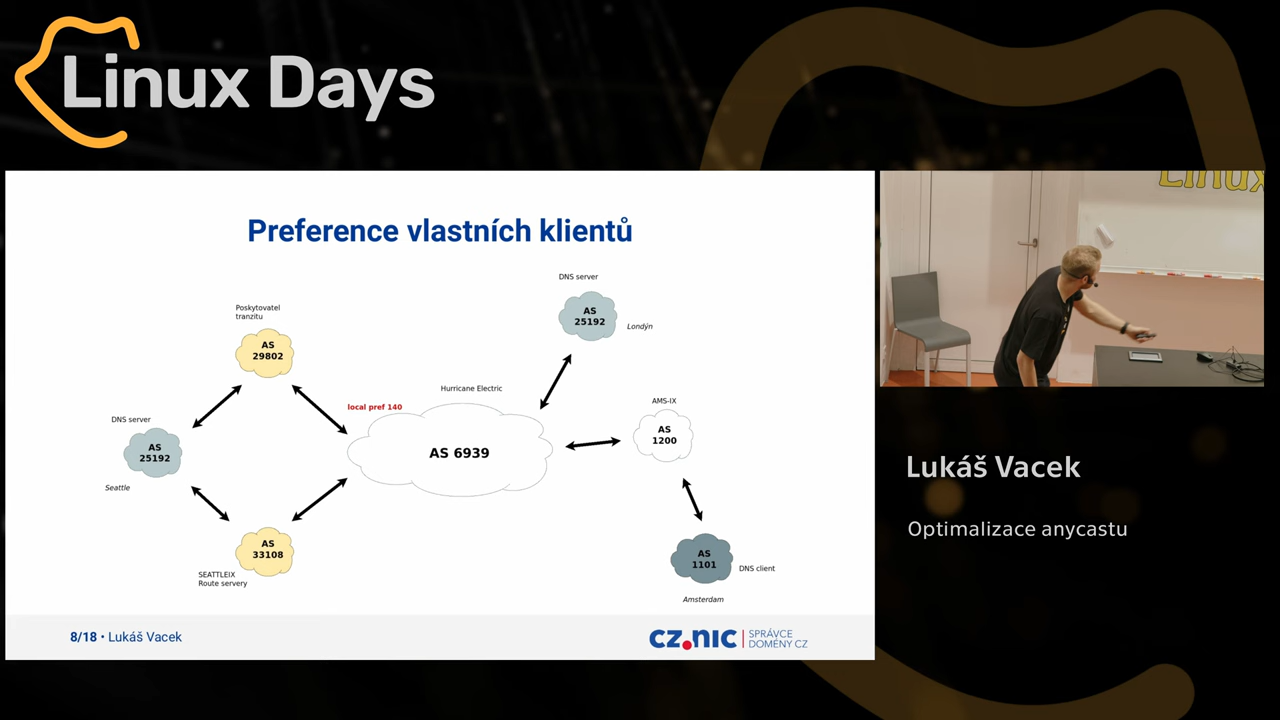 Linux Days
Preference vlastních klientů
DNS server
AS
25192
Londýn
Poskytovatel
tranzitu
AS
29802
Hurricane Electric
local pref 140
AS 6939
AMS-IX
AS
1200
DNS server
AS
25192
Seattle
AS
33108
SEATTLEIX
Route servery
AS
1101
DNS client
Amsterdam
8/18 • Lukáš Vacek
CZ.NIC
SPRÁVCE
DOMÉNY CZ
Linux
Lukáš Vacek
Optimalizace anycastu